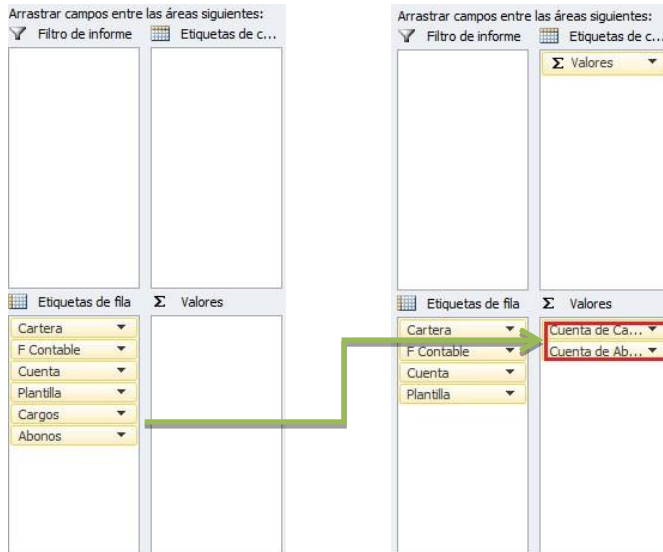 Arrastrar campos entre las áreas siguientes:
Filtro de informe
Etiquetas de c...
Etiquetas de fila
Σ Valores
Cartera
F Contable
Cuenta
Plantilla
Cargos
Abonos
Arrastrar campos entre las áreas siguientes:
Filtro de informe
Etiquetas de c...
Σ Valores
Etiquetas de fila
Σ Valores
Cartera
F Contable
Cuenta
Plantilla
Cuenta de Ca...
Cuenta de Ab...